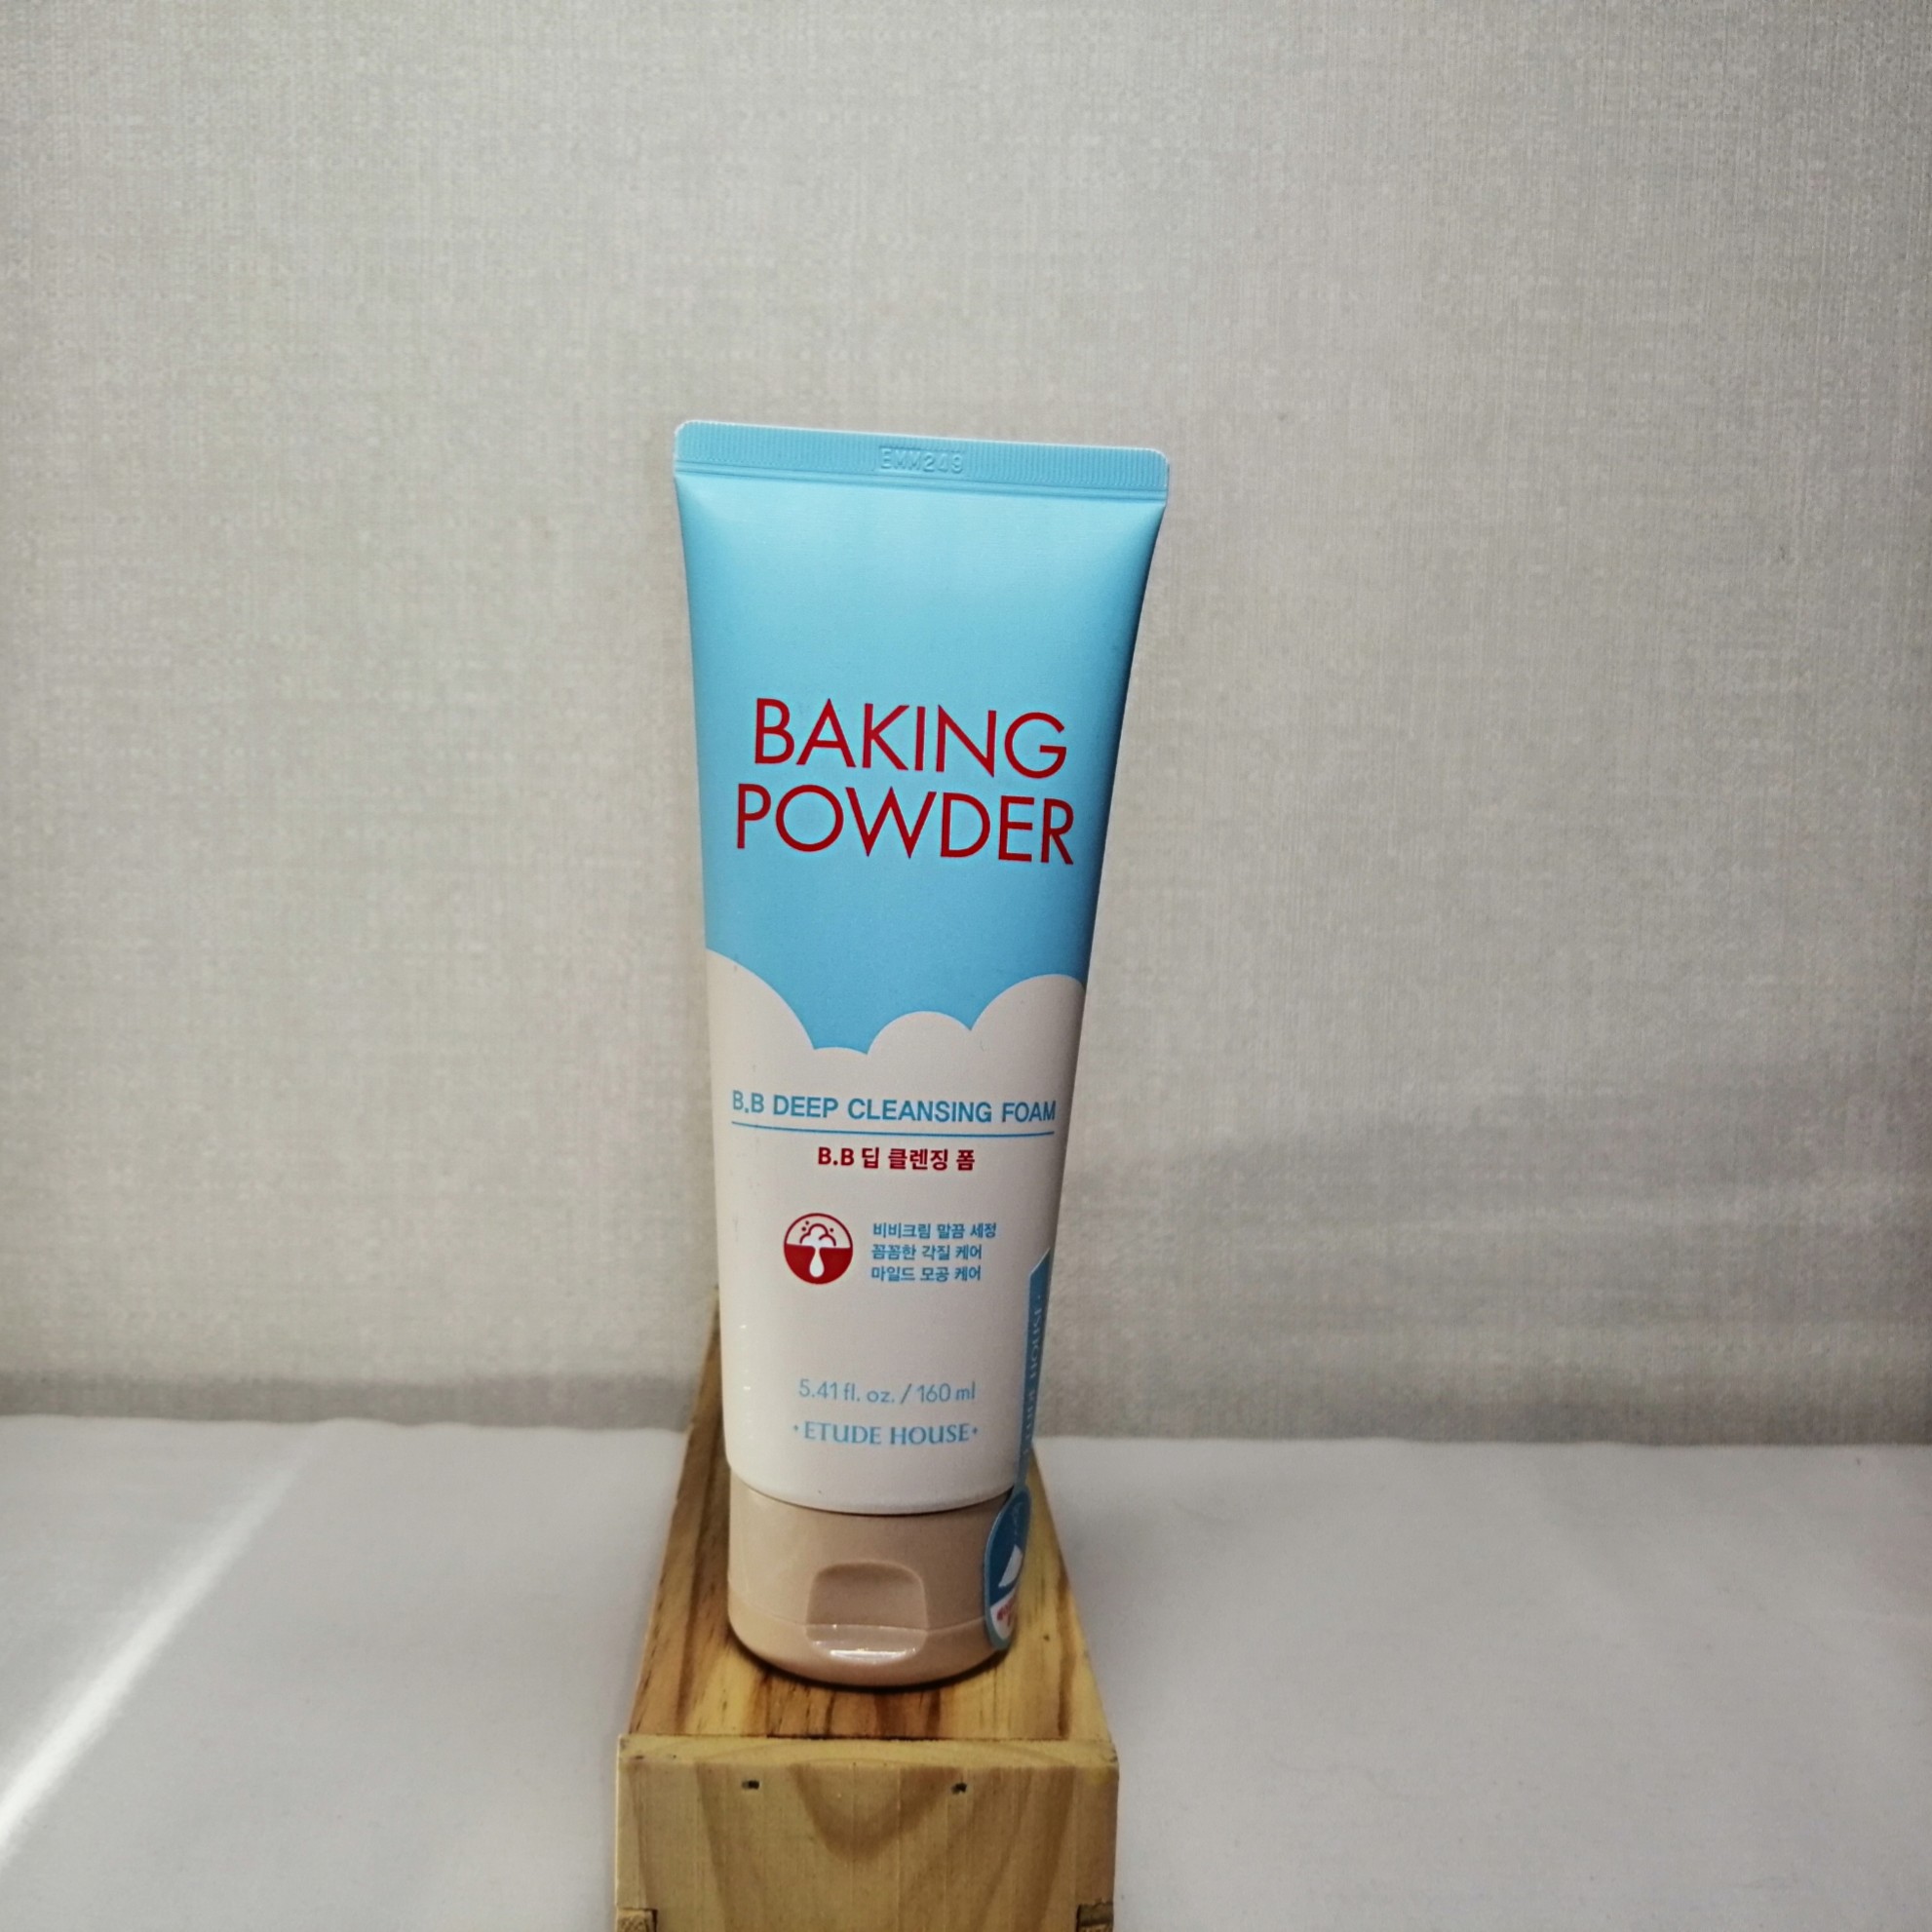 EMM249
BAKING
POWDER
B.B DEEP CLEANSING FOAM
B.B 딥 클렌징 폼
비비크림 말끔 세정
꼼꼼한 각질 케어
마일드 모공 케어
5.41 fl. oz. / 160 ml
·ETUDE HOUSE·